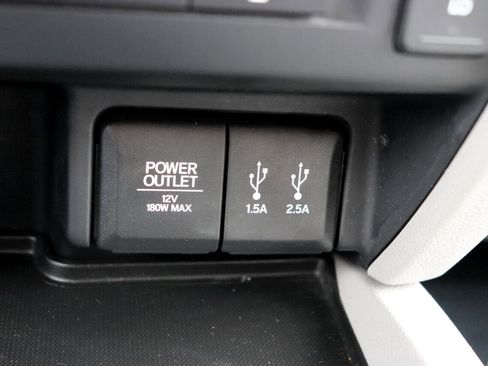 POWER
OUTLET
12V
180W MAX
1.5A 2.5A